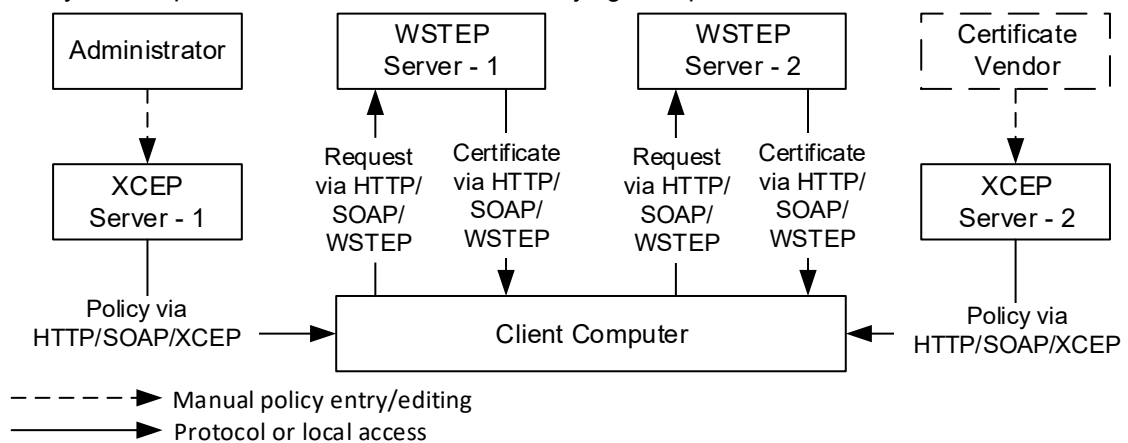 Administrator
WSTEP
Server - 1
WSTEP
Server - 2
Certificate
Vendor
XCEP
Server - 1
Request
via HTTP/
SOAP/
WSTEP
Certificate
via HTTP/
SOAP/
WSTEP
Request
via HTTP/
SOAP/
WSTEP
Certificate
via HTTP/
SOAP/
WSTEP
XCEP
Server - 2
Policy via
HTTP/SOAP/XCEP
Client Computer
Policy via
HTTP/SOAP/XCEP
Manual policy entry/editing
Protocol or local access